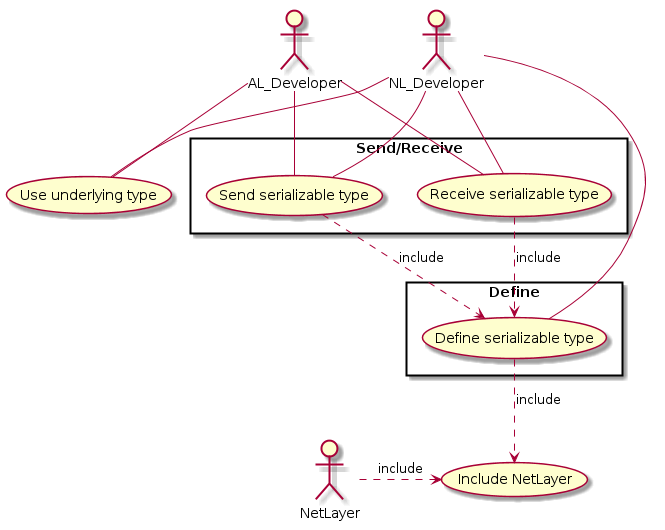 AL_Developer
NL_Developer
Send/Receive
Use underlying type
Send serializable type
Receive serializable type
include
include
Define
Define serializable type
include
include
Include NetLayer
NetLayer